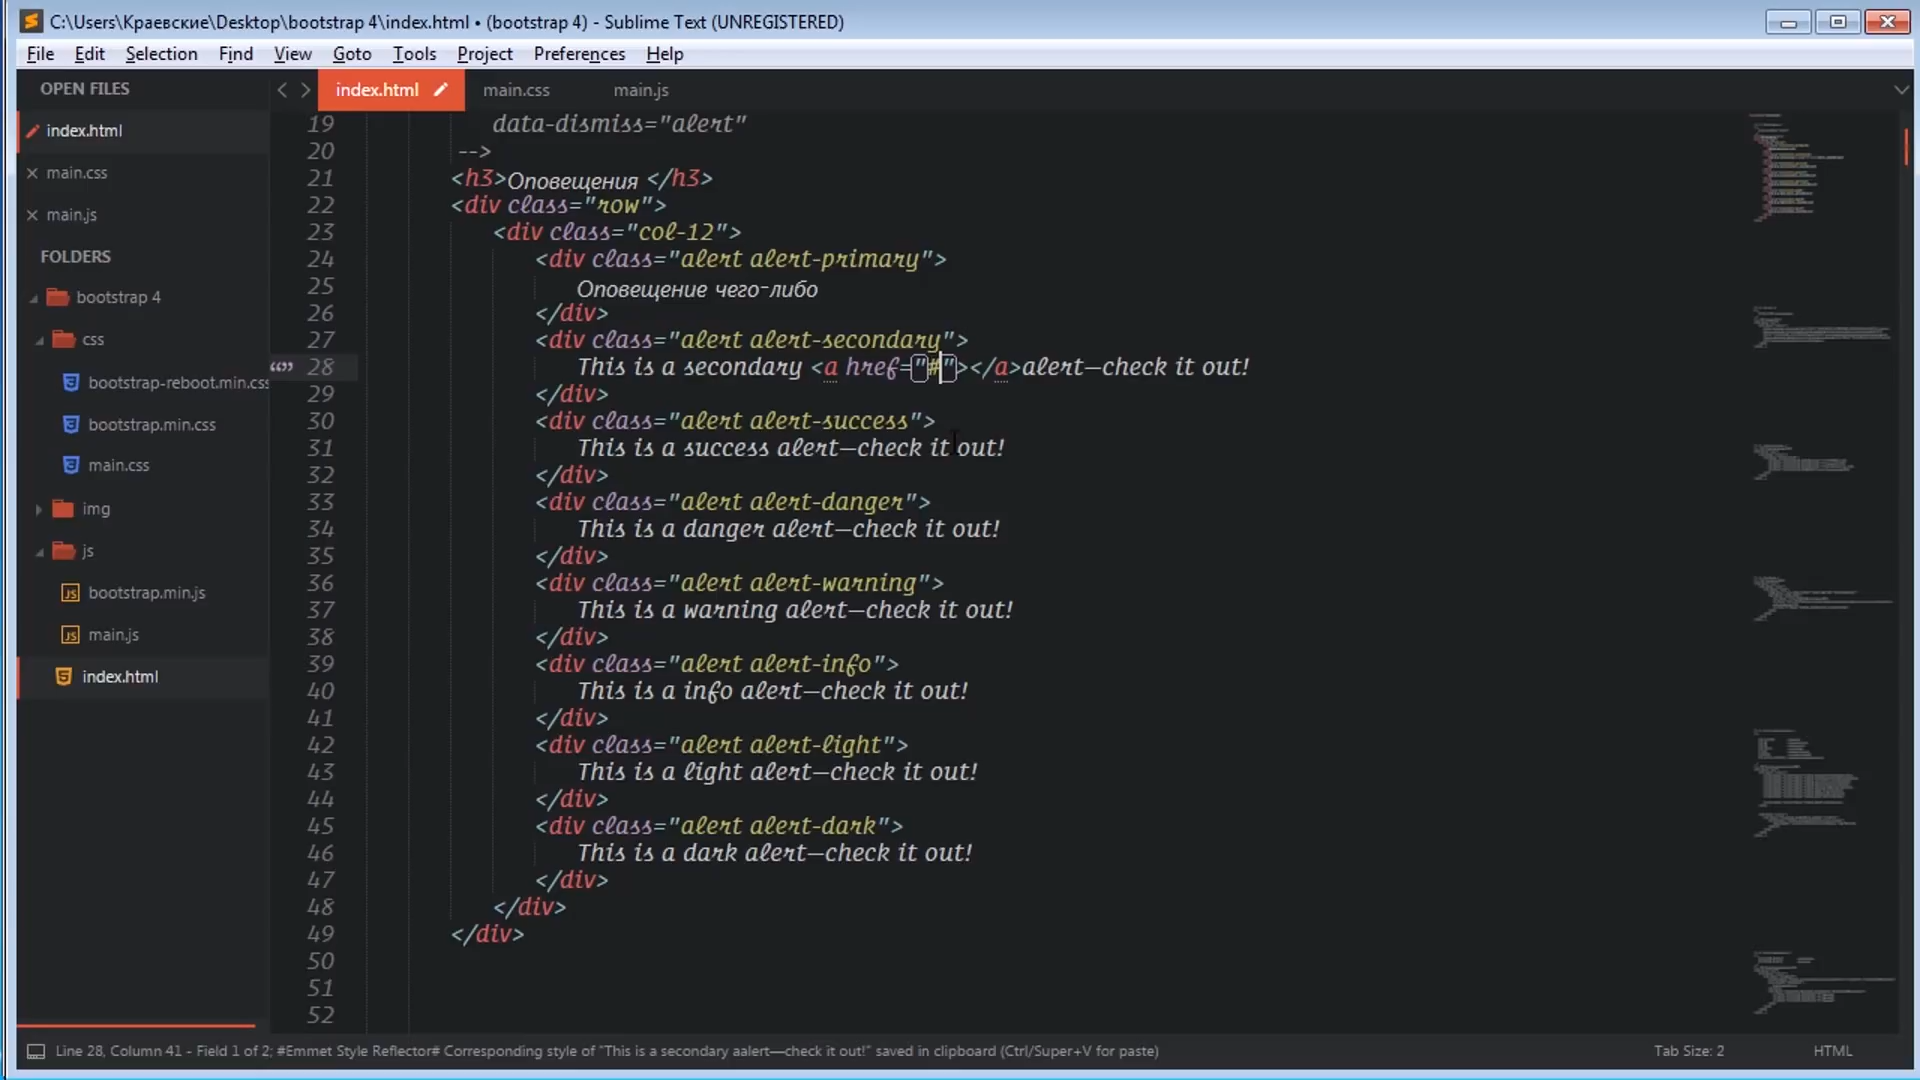 C:\Users\Краевские\Desktop\bootstrap 4\index.html • (bootstrap 4) - Sublime Text (UNREGISTERED)
File Edit Selection Find View Goto Tools Project Preferences Help
OPEN FILES
index.html
main.css
main.js
FOLDERS
bootstrap 4
css
bootstrap-reboot.min.css
bootstrap.min.css
main.css
img
js
bootstrap.min.js
main.js
index.html
index.html main.css main.js
19 data-dismiss="alert"
20 -->
21 <h3>Оповещения </h3>
22 <div class="row">
23 <div class="col-12">
24 <div class="alert alert-primary">
25 Оповещение чего-либо
26 </div>
27 <div class="alert alert-secondary">
28 This is a secondary <a href="#"></a>alert—check it out!
29 </div>
30 <div class="alert alert-success">
31 This is a success alert—check it out!
32 </div>
33 <div class="alert alert-danger">
34 This is a danger alert—check it out!
35 </div>
36 <div class="alert alert-warning">
37 This is a warning alert—check it out!
38 </div>
39 <div class="alert alert-info">
40 This is a info alert—check it out!
41 </div>
42 <div class="alert alert-light">
43 This is a light alert—check it out!
44 </div>
45 <div class="alert alert-dark">
46 This is a dark alert—check it out!
47 </div>
48 </div>
49 </div>
50
51
52
Line 28, Column 41 - Field 1 of 2; #Emmet Style Reflector# Corresponding style of "This is a secondary aalert—check it out!" saved in clipboard (Ctrl/Super+V for paste)
Tab Size: 2 HTML